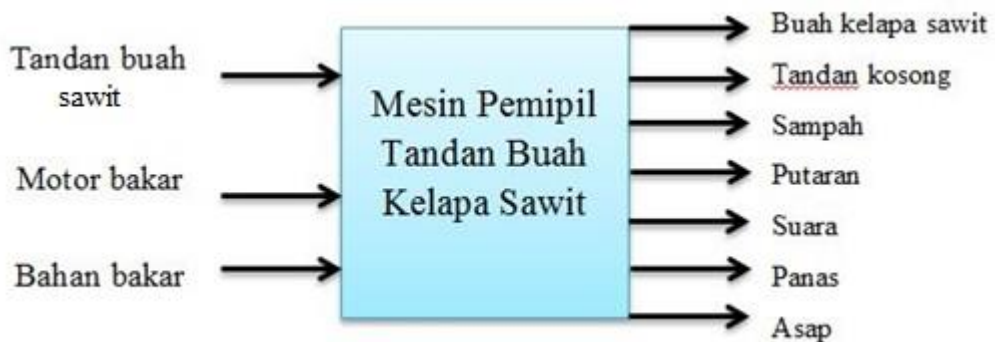 Tandan buah
sawit
Motor bakar
Bahan bakar
Mesin Pemipil
Tandan Buah
Kelapa Sawit
Buah kelapa sawit
Tandan kosong
Sampah
Putaran
Suara
Panas
Asap